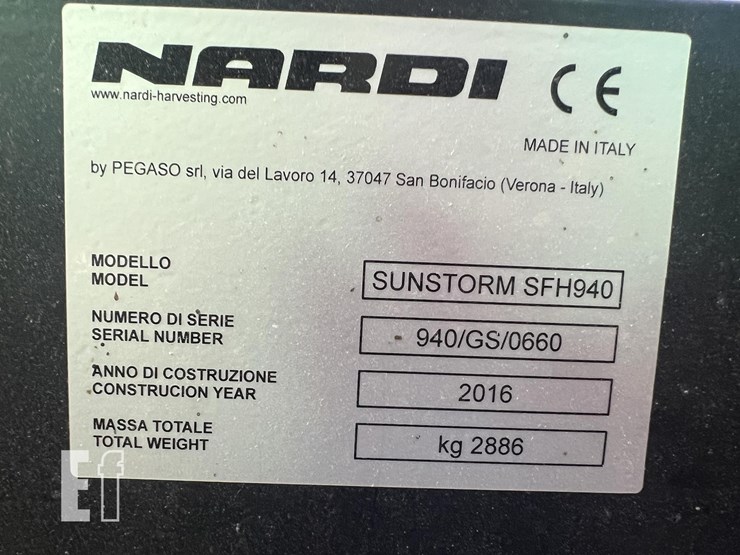 NARDI
CE
www.nardi-harvesting.com
MADE IN ITALY
by PEGASO srl, via del Lavoro 14, 37047 San Bonifacio (Verona - Italy)
MODELLO
MODEL
SUNSTORM SFH940
NUMERO DI SERIE
SERIAL NUMBER
940/GS/0660
ANNO DI COSTRUZIONE
CONSTRUCION YEAR
2016
MASSA TOTALE
TOTAL WEIGHT
kg 2886
Ef